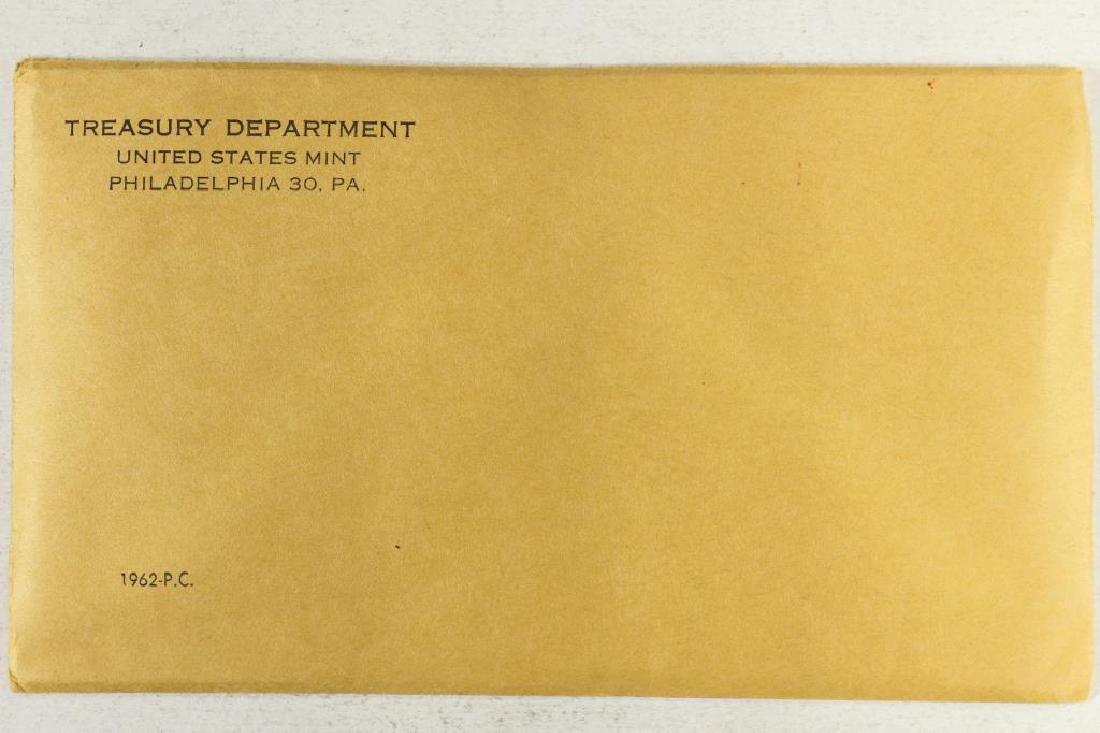 TREASURY DEPARTMENT
UNITED STATES MINT
PHILADELPHIA 30, PA.
1962-P.C.